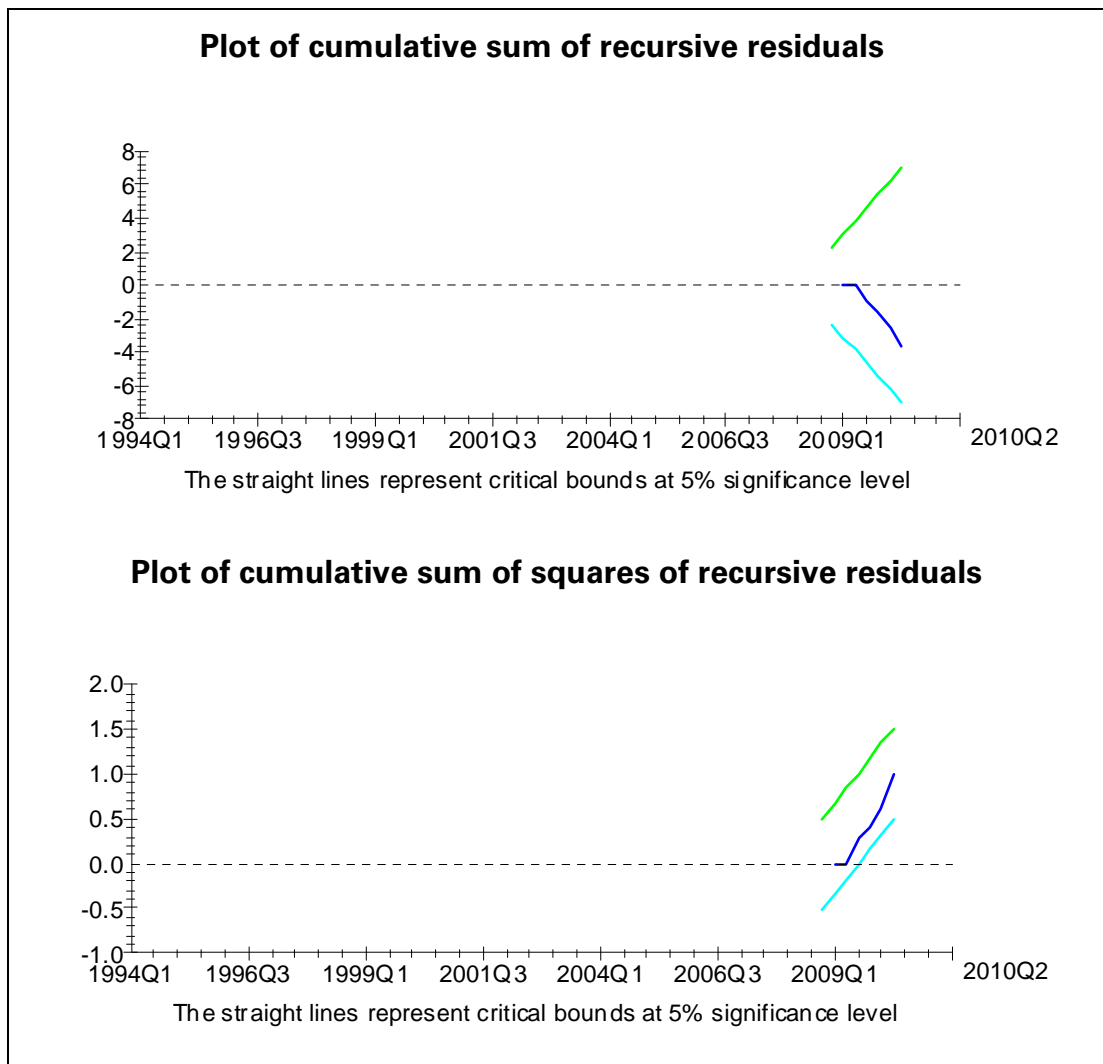 Plot of cumulative sum of recursive residuals
8
6
4
2
0
-2
-4
-6
-8
1994Q1 1996Q3 1999Q1 2001Q3 2004Q1 2006Q3 2009Q1 2010Q2
The straight lines represent critical bounds at 5% significance level
Plot of cumulative sum of squares of recursive residuals
2.0
1.5
1.0
0.5
0.0
-0.5
-1.0
1994Q1 1996Q3 1999Q1 2001Q3 2004Q1 2006Q3 2009Q1 2010Q2
The straight lines represent critical bounds at 5% significance level